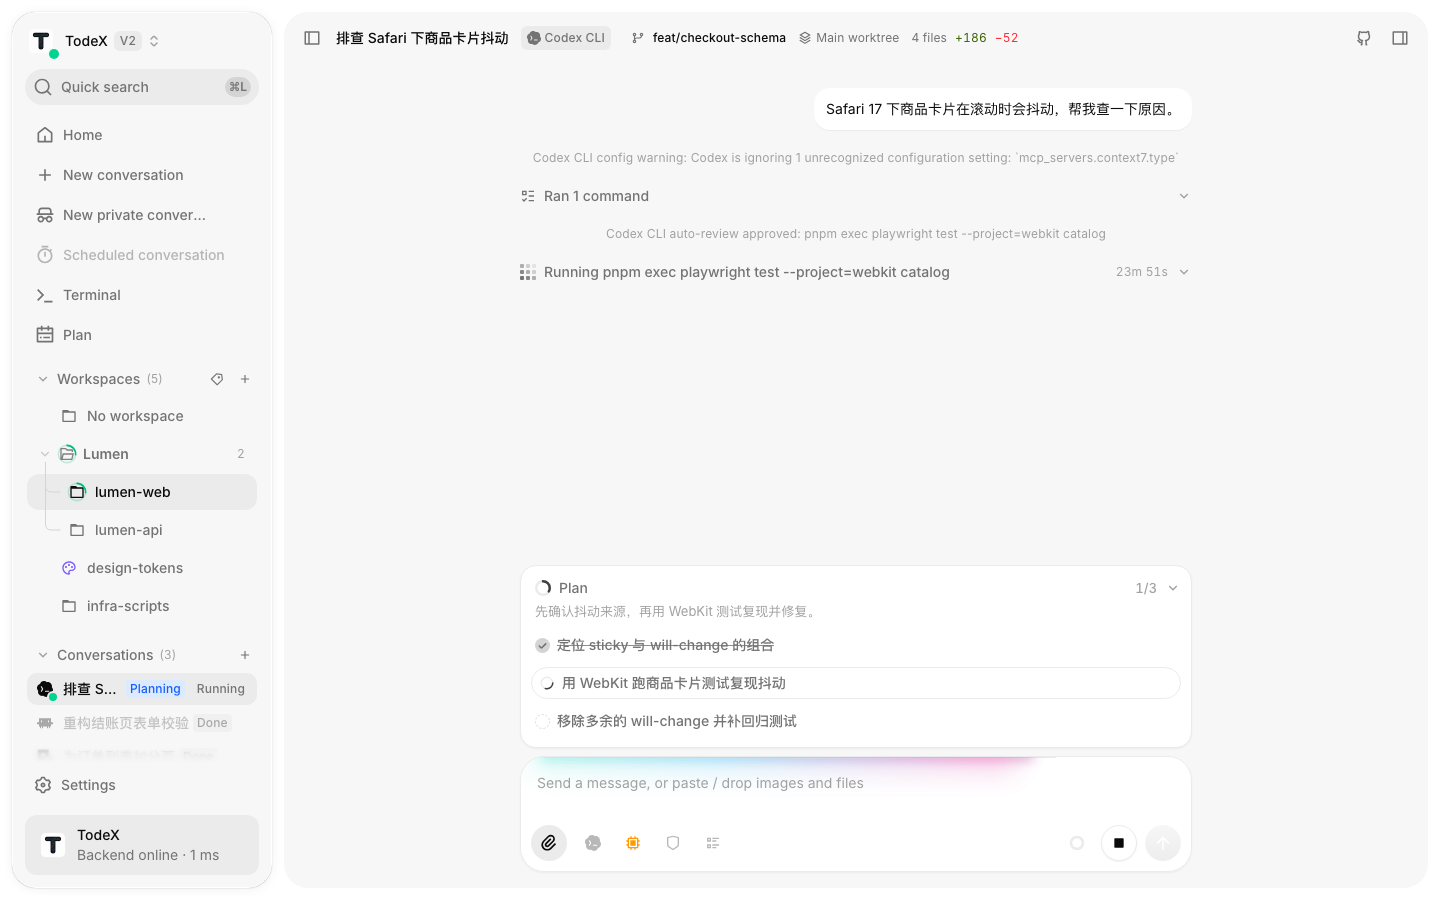 TodeX V2
Quick search ⌘L
Home
New conversation
New private conver...
Scheduled conversation
Terminal
Plan
Workspaces (5)
No workspace
Lumen 2
lumen-web
lumen-api
design-tokens
infra-scripts
Conversations (3)
排查 S... Planning Running
重构结账页表单校验 Done
Settings
TodeX
Backend online · 1 ms
排查 Safari 下商品卡片抖动 Codex CLI feat/checkout-schema Main worktree 4 files +186 −52
Safari 17 下商品卡片在滚动时会抖动，帮我查一下原因。
Codex CLI config warning: Codex is ignoring 1 unrecognized configuration setting: `mcp_servers.context7.type`
Ran 1 command
Codex CLI auto-review approved: pnpm exec playwright test --project=webkit catalog
Running pnpm exec playwright test --project=webkit catalog 23m 51s
Plan 1/3
先确认抖动来源，再用 WebKit 测试复现并修复。
定位 sticky 与 will-change 的组合
用 WebKit 跑商品卡片测试复现抖动
移除多余的 will-change 并补回归测试
Send a message, or paste / drop images and files